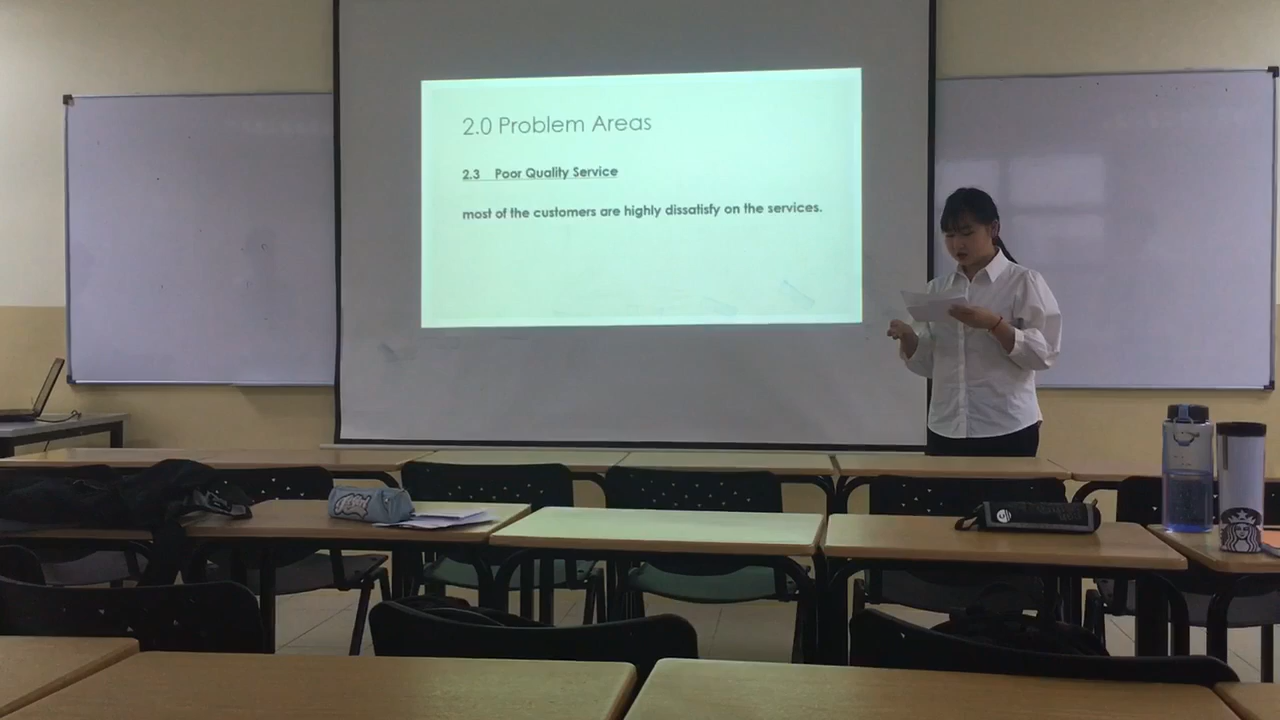 2.0 Problem Areas
2.3 Poor Quality Service
most of the customers are highly dissatisfy on the services.